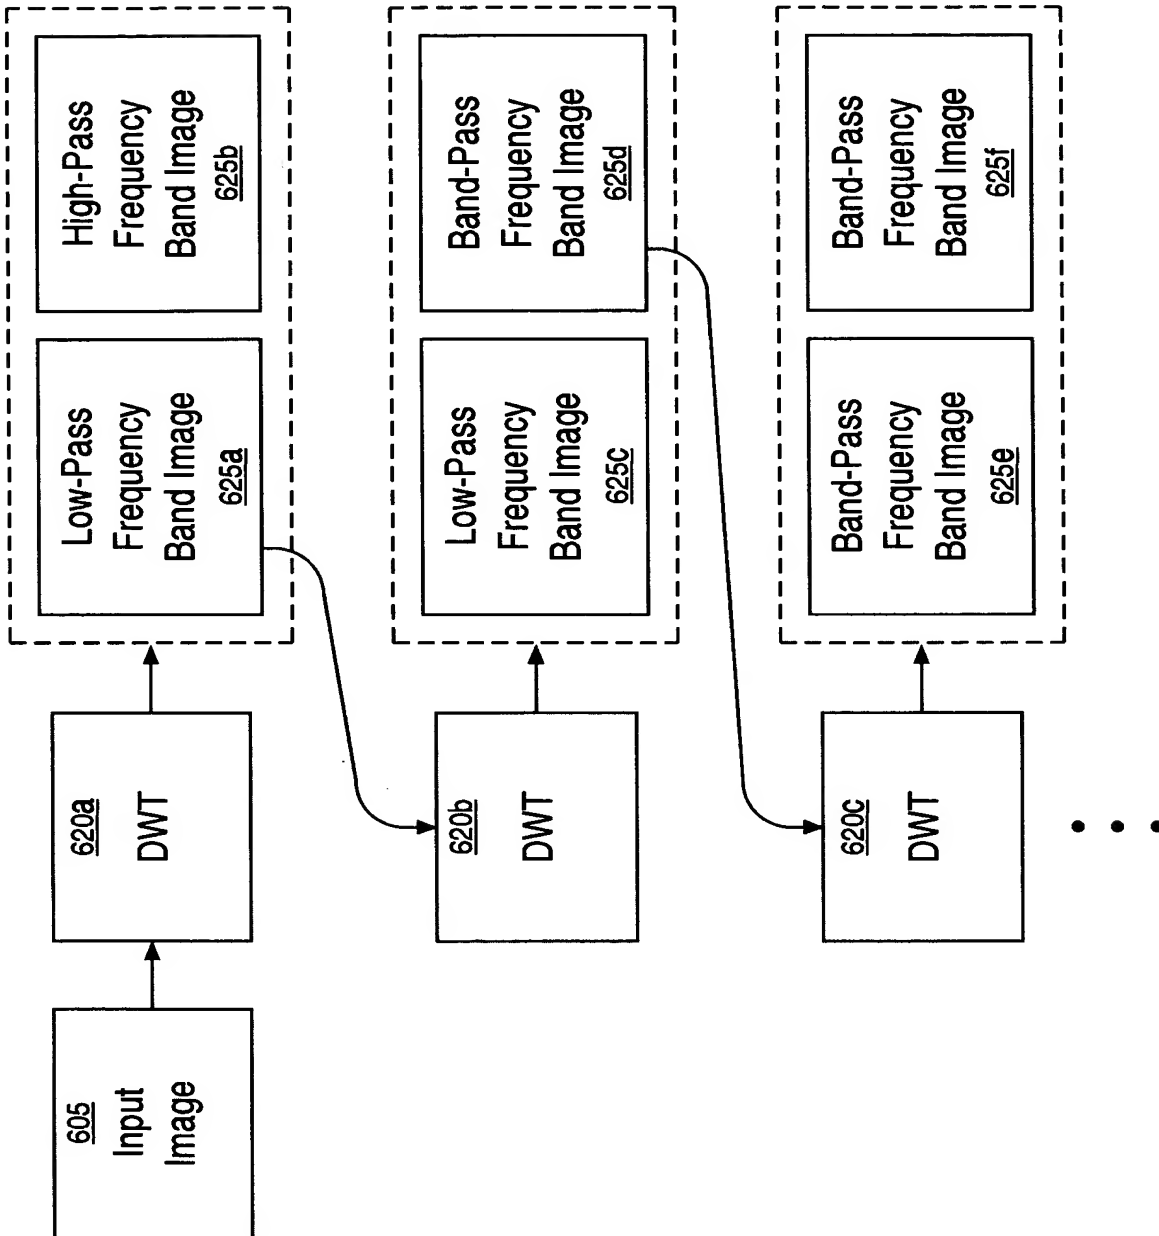 605
Input
Image
620a
DWT
Low-Pass
Frequency
Band Image
625a
High-Pass
Frequency
Band Image
625b
620b
DWT
Low-Pass
Frequency
Band Image
625c
Band-Pass
Frequency
Band Image
625d
620c
DWT
Band-Pass
Frequency
Band Image
625e
Band-Pass
Frequency
Band Image
625f